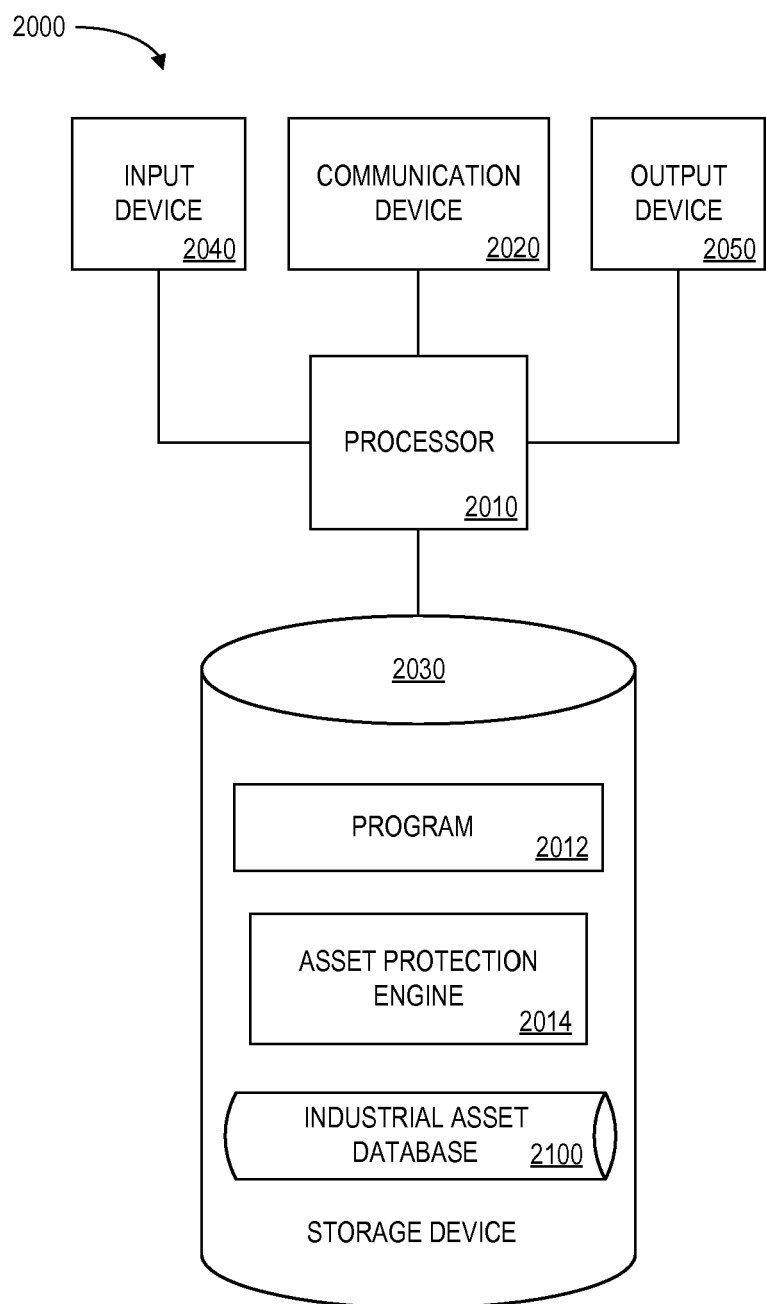 2000
INPUT
DEVICE
2040
COMMUNICATION
DEVICE
2020
OUTPUT
DEVICE
2050
PROCESSOR
2010
2030
PROGRAM
2012
ASSET PROTECTION
ENGINE
2014
INDUSTRIAL ASSET
DATABASE
2100
STORAGE DEVICE